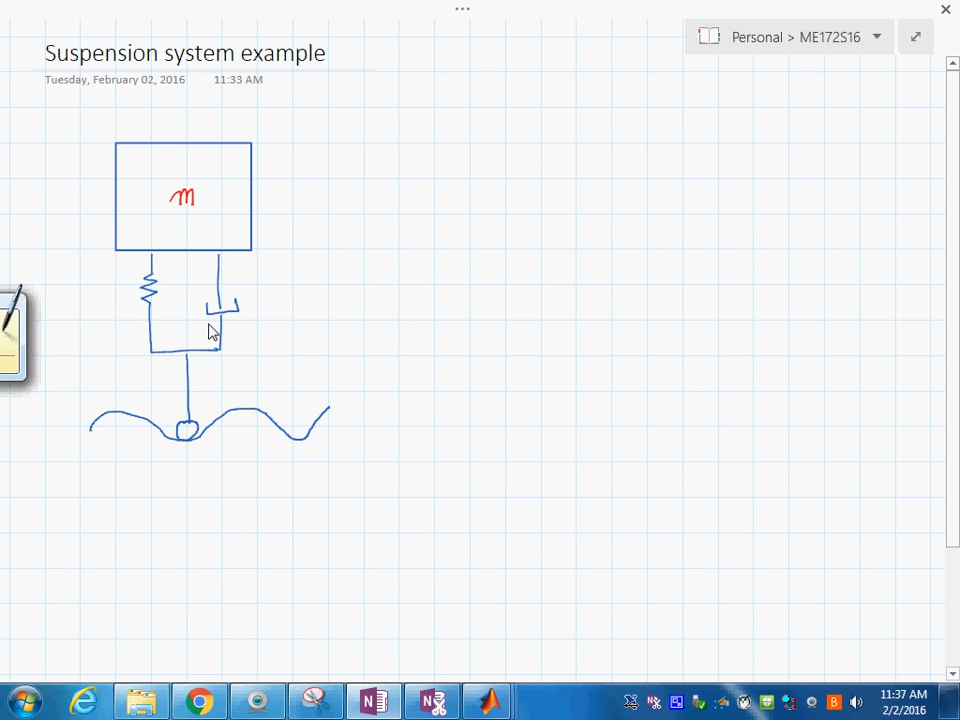 Personal > ME172S16
Suspension system example
Tuesday, February 02, 2016 11:33 AM
m
11:37 AM
2/2/2016